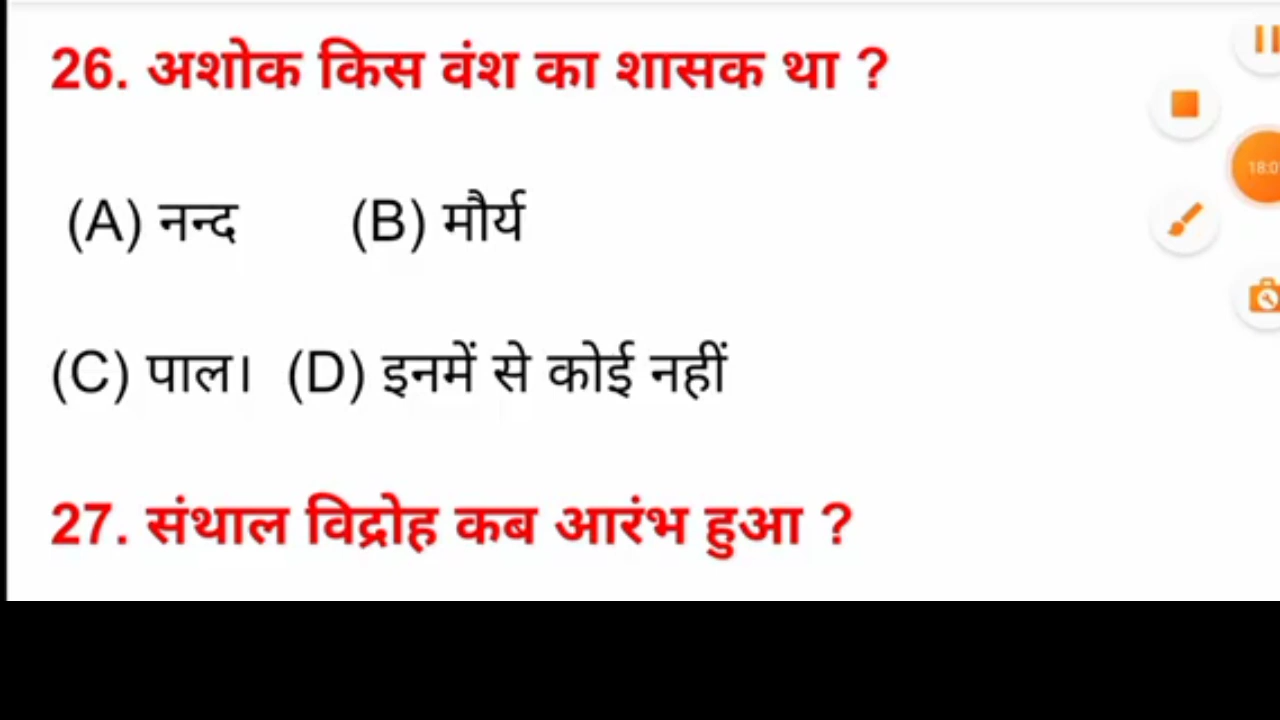 26. अशोक किस वंश का शासक था ?
(A) नन्द (B) मौर्य
(C) पाल। (D) इनमें से कोई नहीं
27. संथाल विद्रोह कब आरंभ हुआ ?